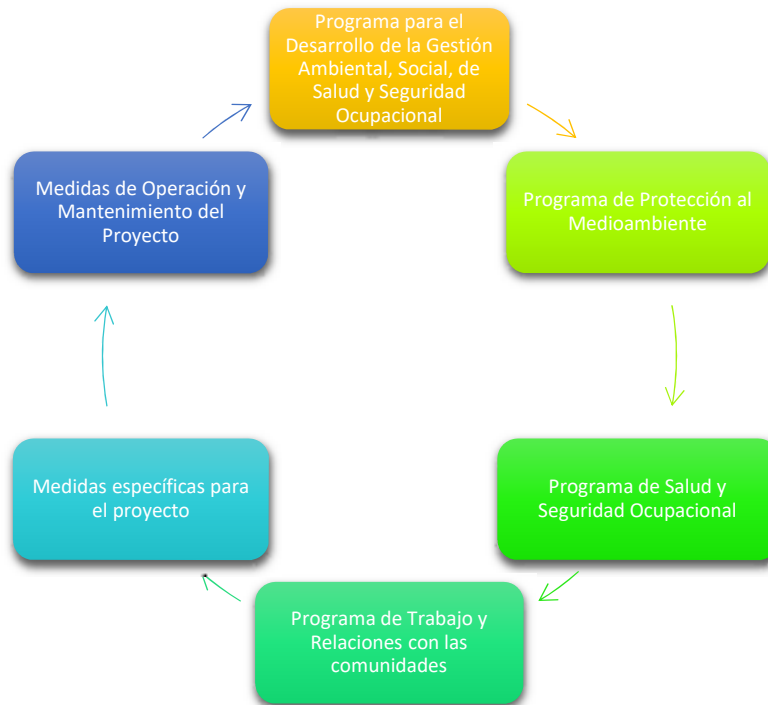 Programa para el
Desarrollo de la Gestión
Ambiental, Social, de
Salud y Seguridad
Ocupacional
Programa de Protección al
Medioambiente
Programa de Salud y
Seguridad Ocupacional
Programa de Trabajo y
Relaciones con las
comunidades
Medidas específicas para
el proyecto
Medidas de Operación y
Mantenimiento del
Proyecto